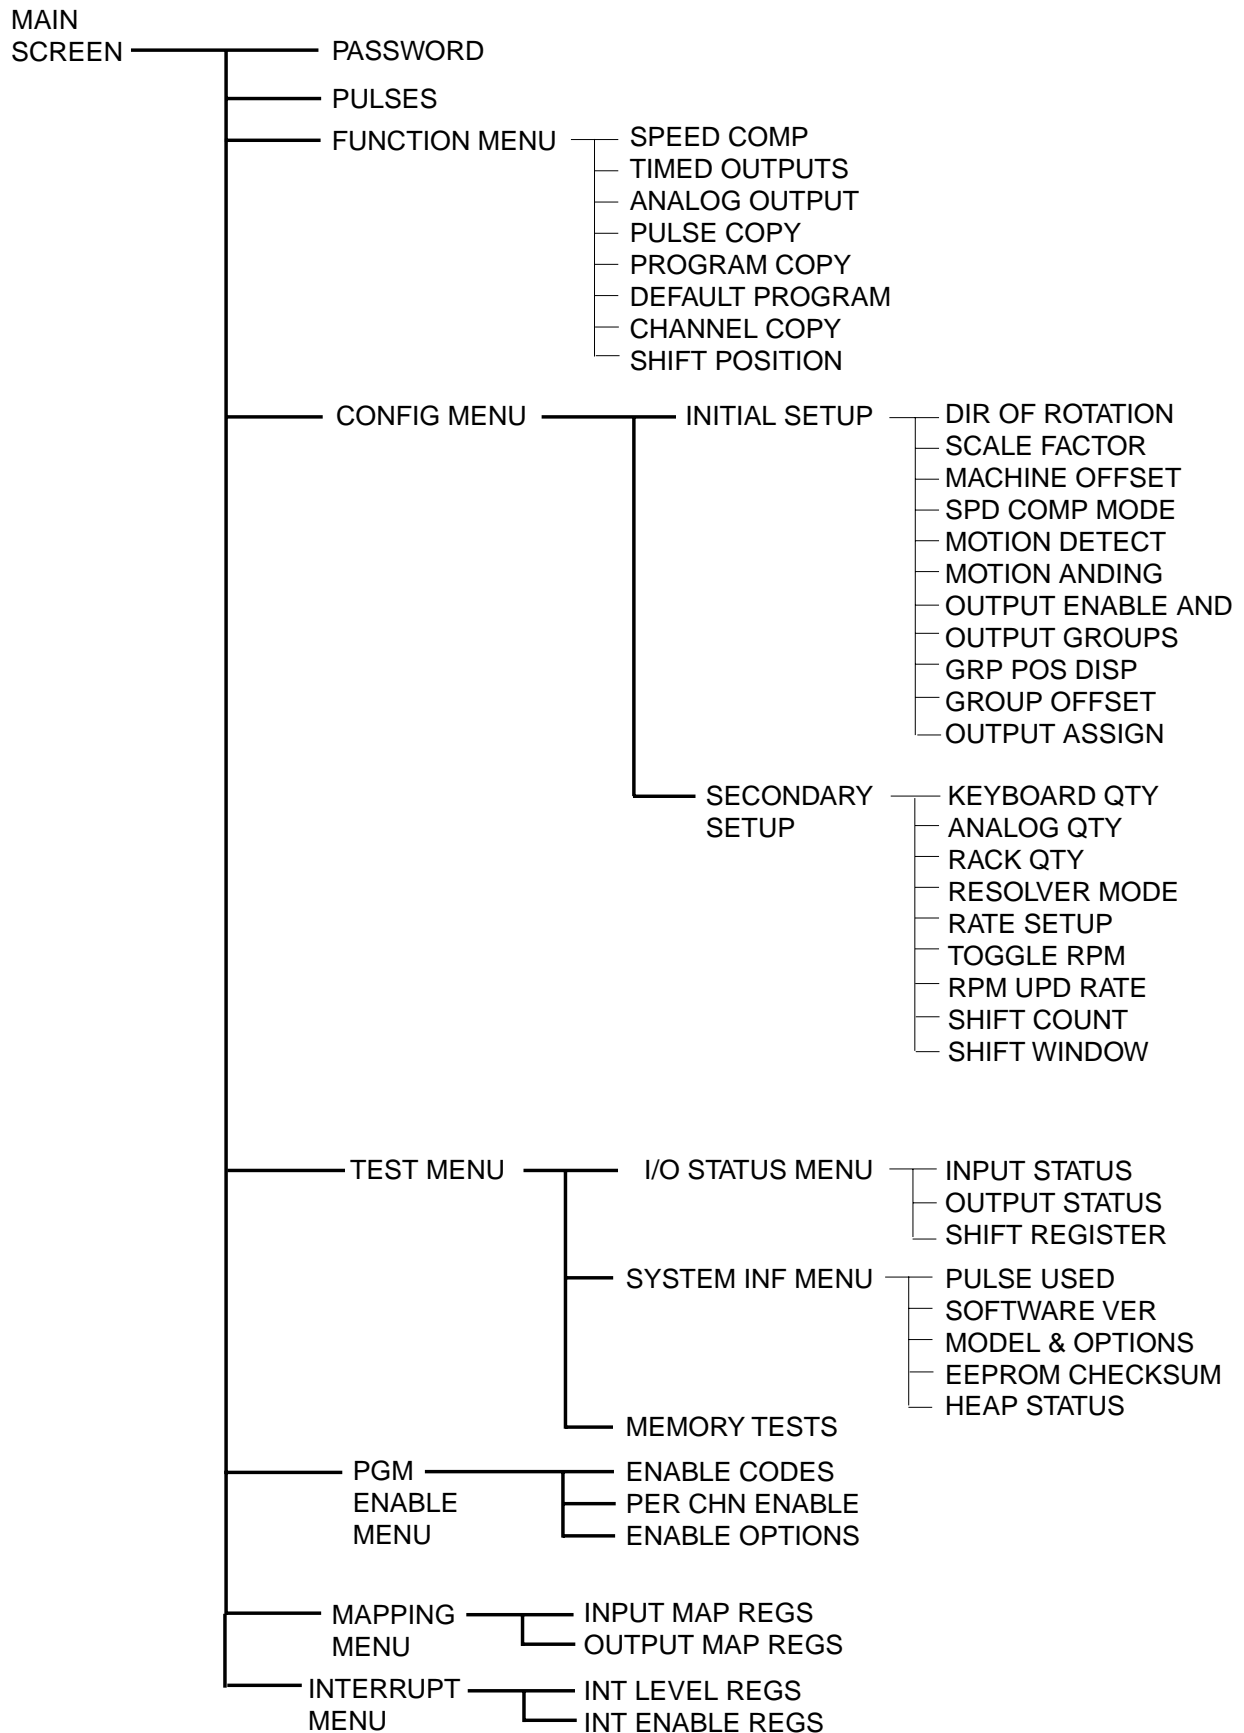 MAIN
SCREEN
PASSWORD
PULSES
FUNCTION MENU
SPEED COMP
TIMED OUTPUTS
ANALOG OUTPUT
PULSE COPY
PROGRAM COPY
DEFAULT PROGRAM
CHANNEL COPY
SHIFT POSITION
CONFIG MENU
INITIAL SETUP
DIR OF ROTATION
SCALE FACTOR
MACHINE OFFSET
SPD COMP MODE
MOTION DETECT
MOTION ANDING
OUTPUT ENABLE AND
OUTPUT GROUPS
GRP POS DISP
GROUP OFFSET
OUTPUT ASSIGN
SECONDARY
SETUP
KEYBOARD QTY
ANALOG QTY
RACK QTY
RESOLVER MODE
RATE SETUP
TOGGLE RPM
RPM UPD RATE
SHIFT COUNT
SHIFT WINDOW
TEST MENU
I/O STATUS MENU
INPUT STATUS
OUTPUT STATUS
SHIFT REGISTER
SYSTEM INF MENU
PULSE USED
SOFTWARE VER
MODEL & OPTIONS
EEPROM CHECKSUM
HEAP STATUS
MEMORY TESTS
PGM
ENABLE
MENU
ENABLE CODES
PER CHN ENABLE
ENABLE OPTIONS
MAPPING
MENU
INPUT MAP REGS
OUTPUT MAP REGS
INTERRUPT
MENU
INT LEVEL REGS
INT ENABLE REGS